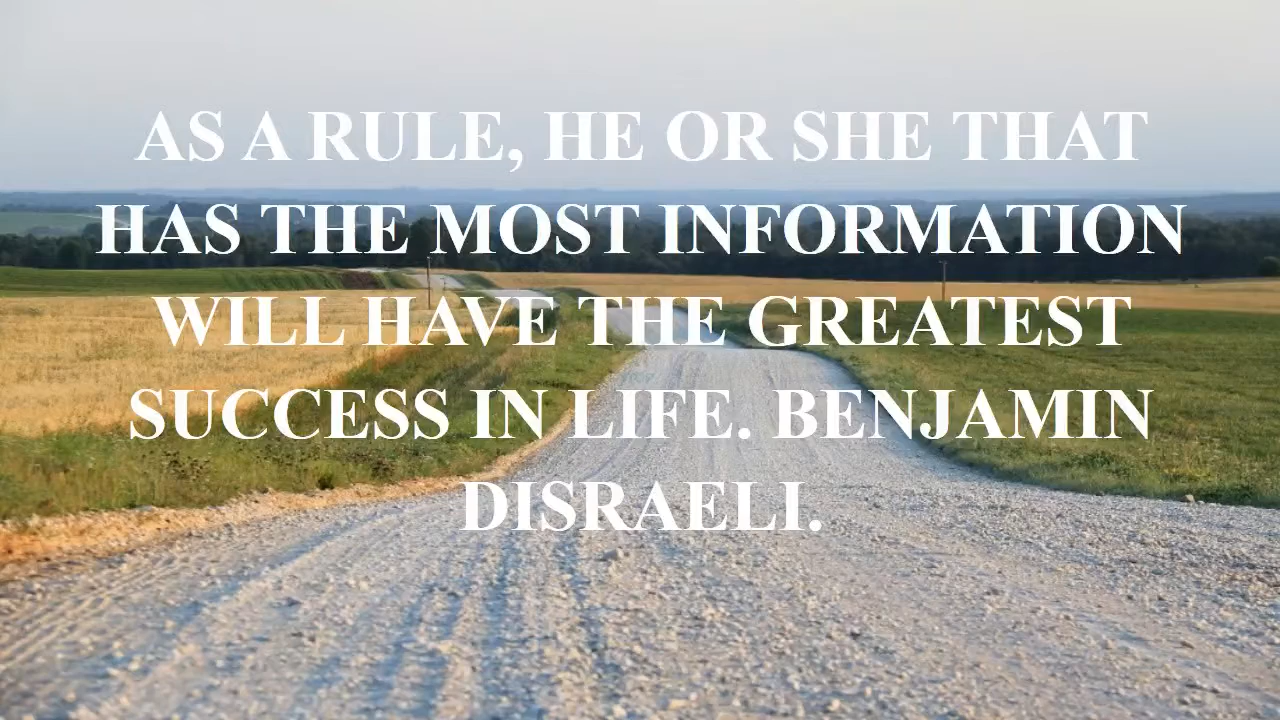 AS A RULE, HE OR SHE THAT
HAS THE MOST INFORMATION
WILL HAVE THE GREATEST
SUCCESS IN LIFE. BENJAMIN
DISRAELI.